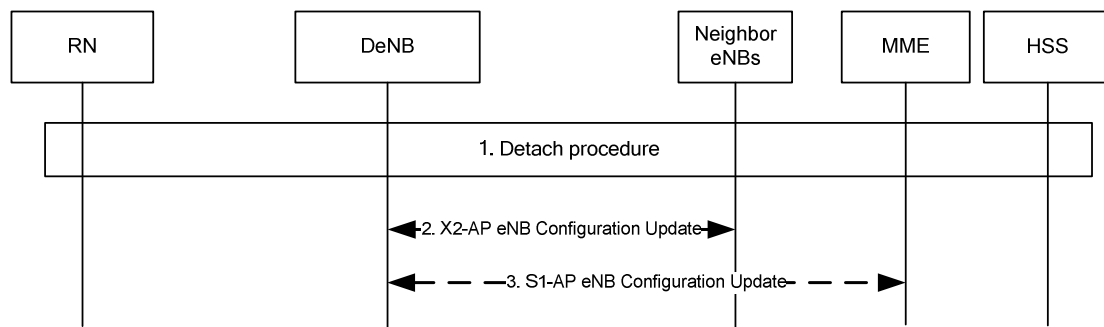 RN
DeNB
Neighbor
eNBs
MME
HSS
1. Detach procedure
2. X2-AP eNB Configuration Update
3. S1-AP eNB Configuration Update